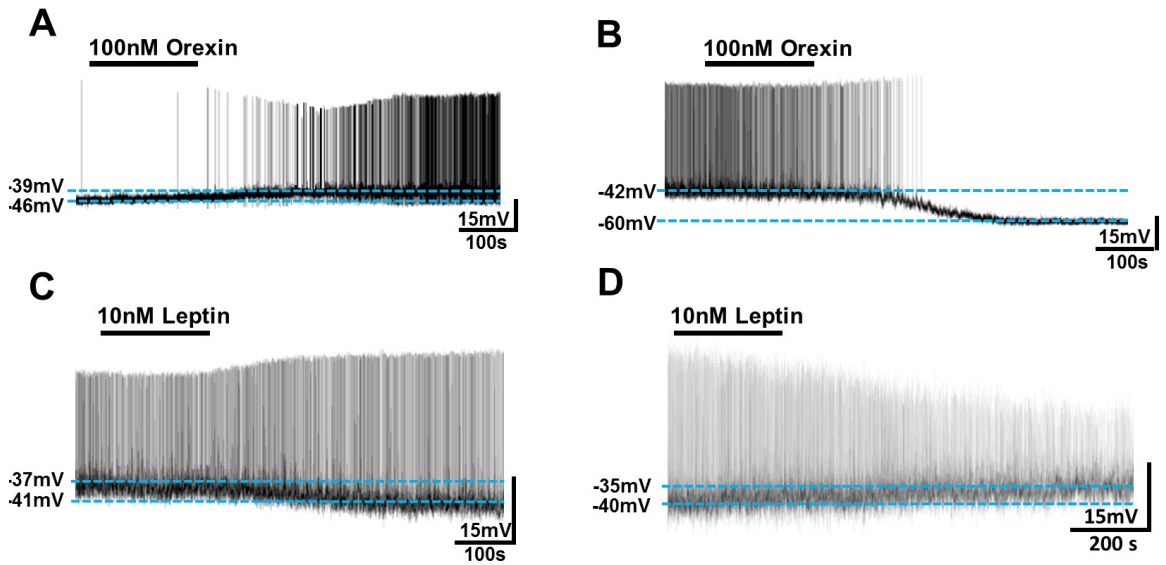 A
100nM Orexin
-39mV
-46mV
15mV
100s
B
100nM Orexin
-42mV
-60mV
15mV
100s
C
10nM Leptin
-37mV
-41mV
15mV
100s
D
10nM Leptin
-35mV
-40mV
15mV
200 s